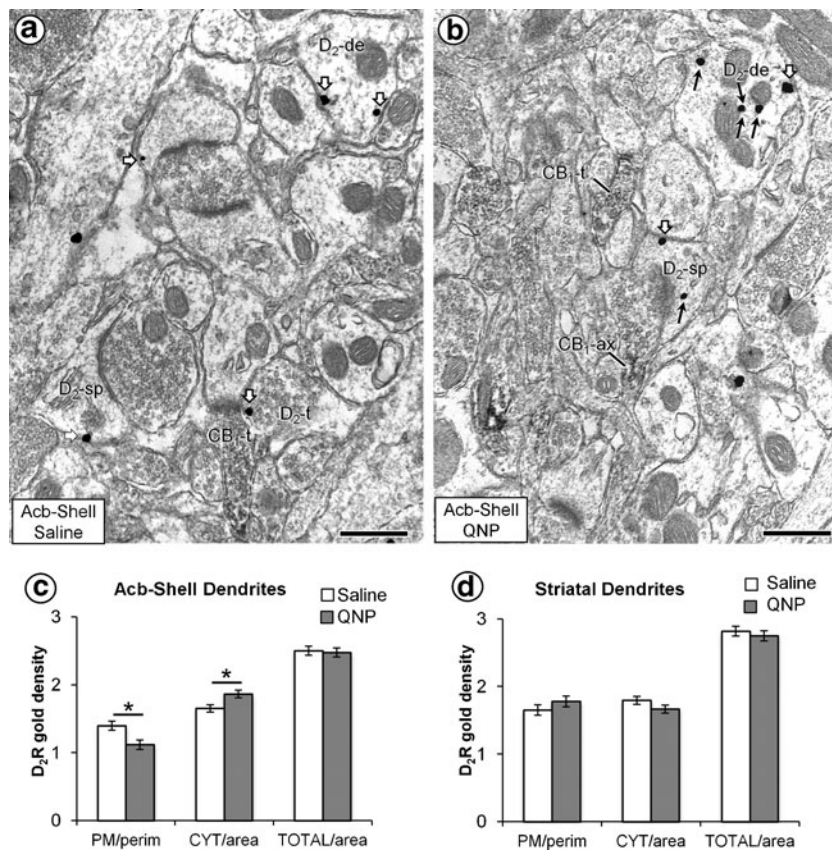 a
D₂-de
D₂-sp
D₂-t
CB₁-t
Acb-Shell
Saline
b
D₂-de
CB₁-t
D₂-sp
CB₁-ax
Acb-Shell
QNP
c
Acb-Shell Dendrites
Saline
QNP
D₂R gold density
3
2
1
0
*
*
PM/perim
CYT/area
TOTAL/area
d
Striatal Dendrites
Saline
QNP
D₂R gold density
3
2
1
0
PM/perim
CYT/area
TOTAL/area